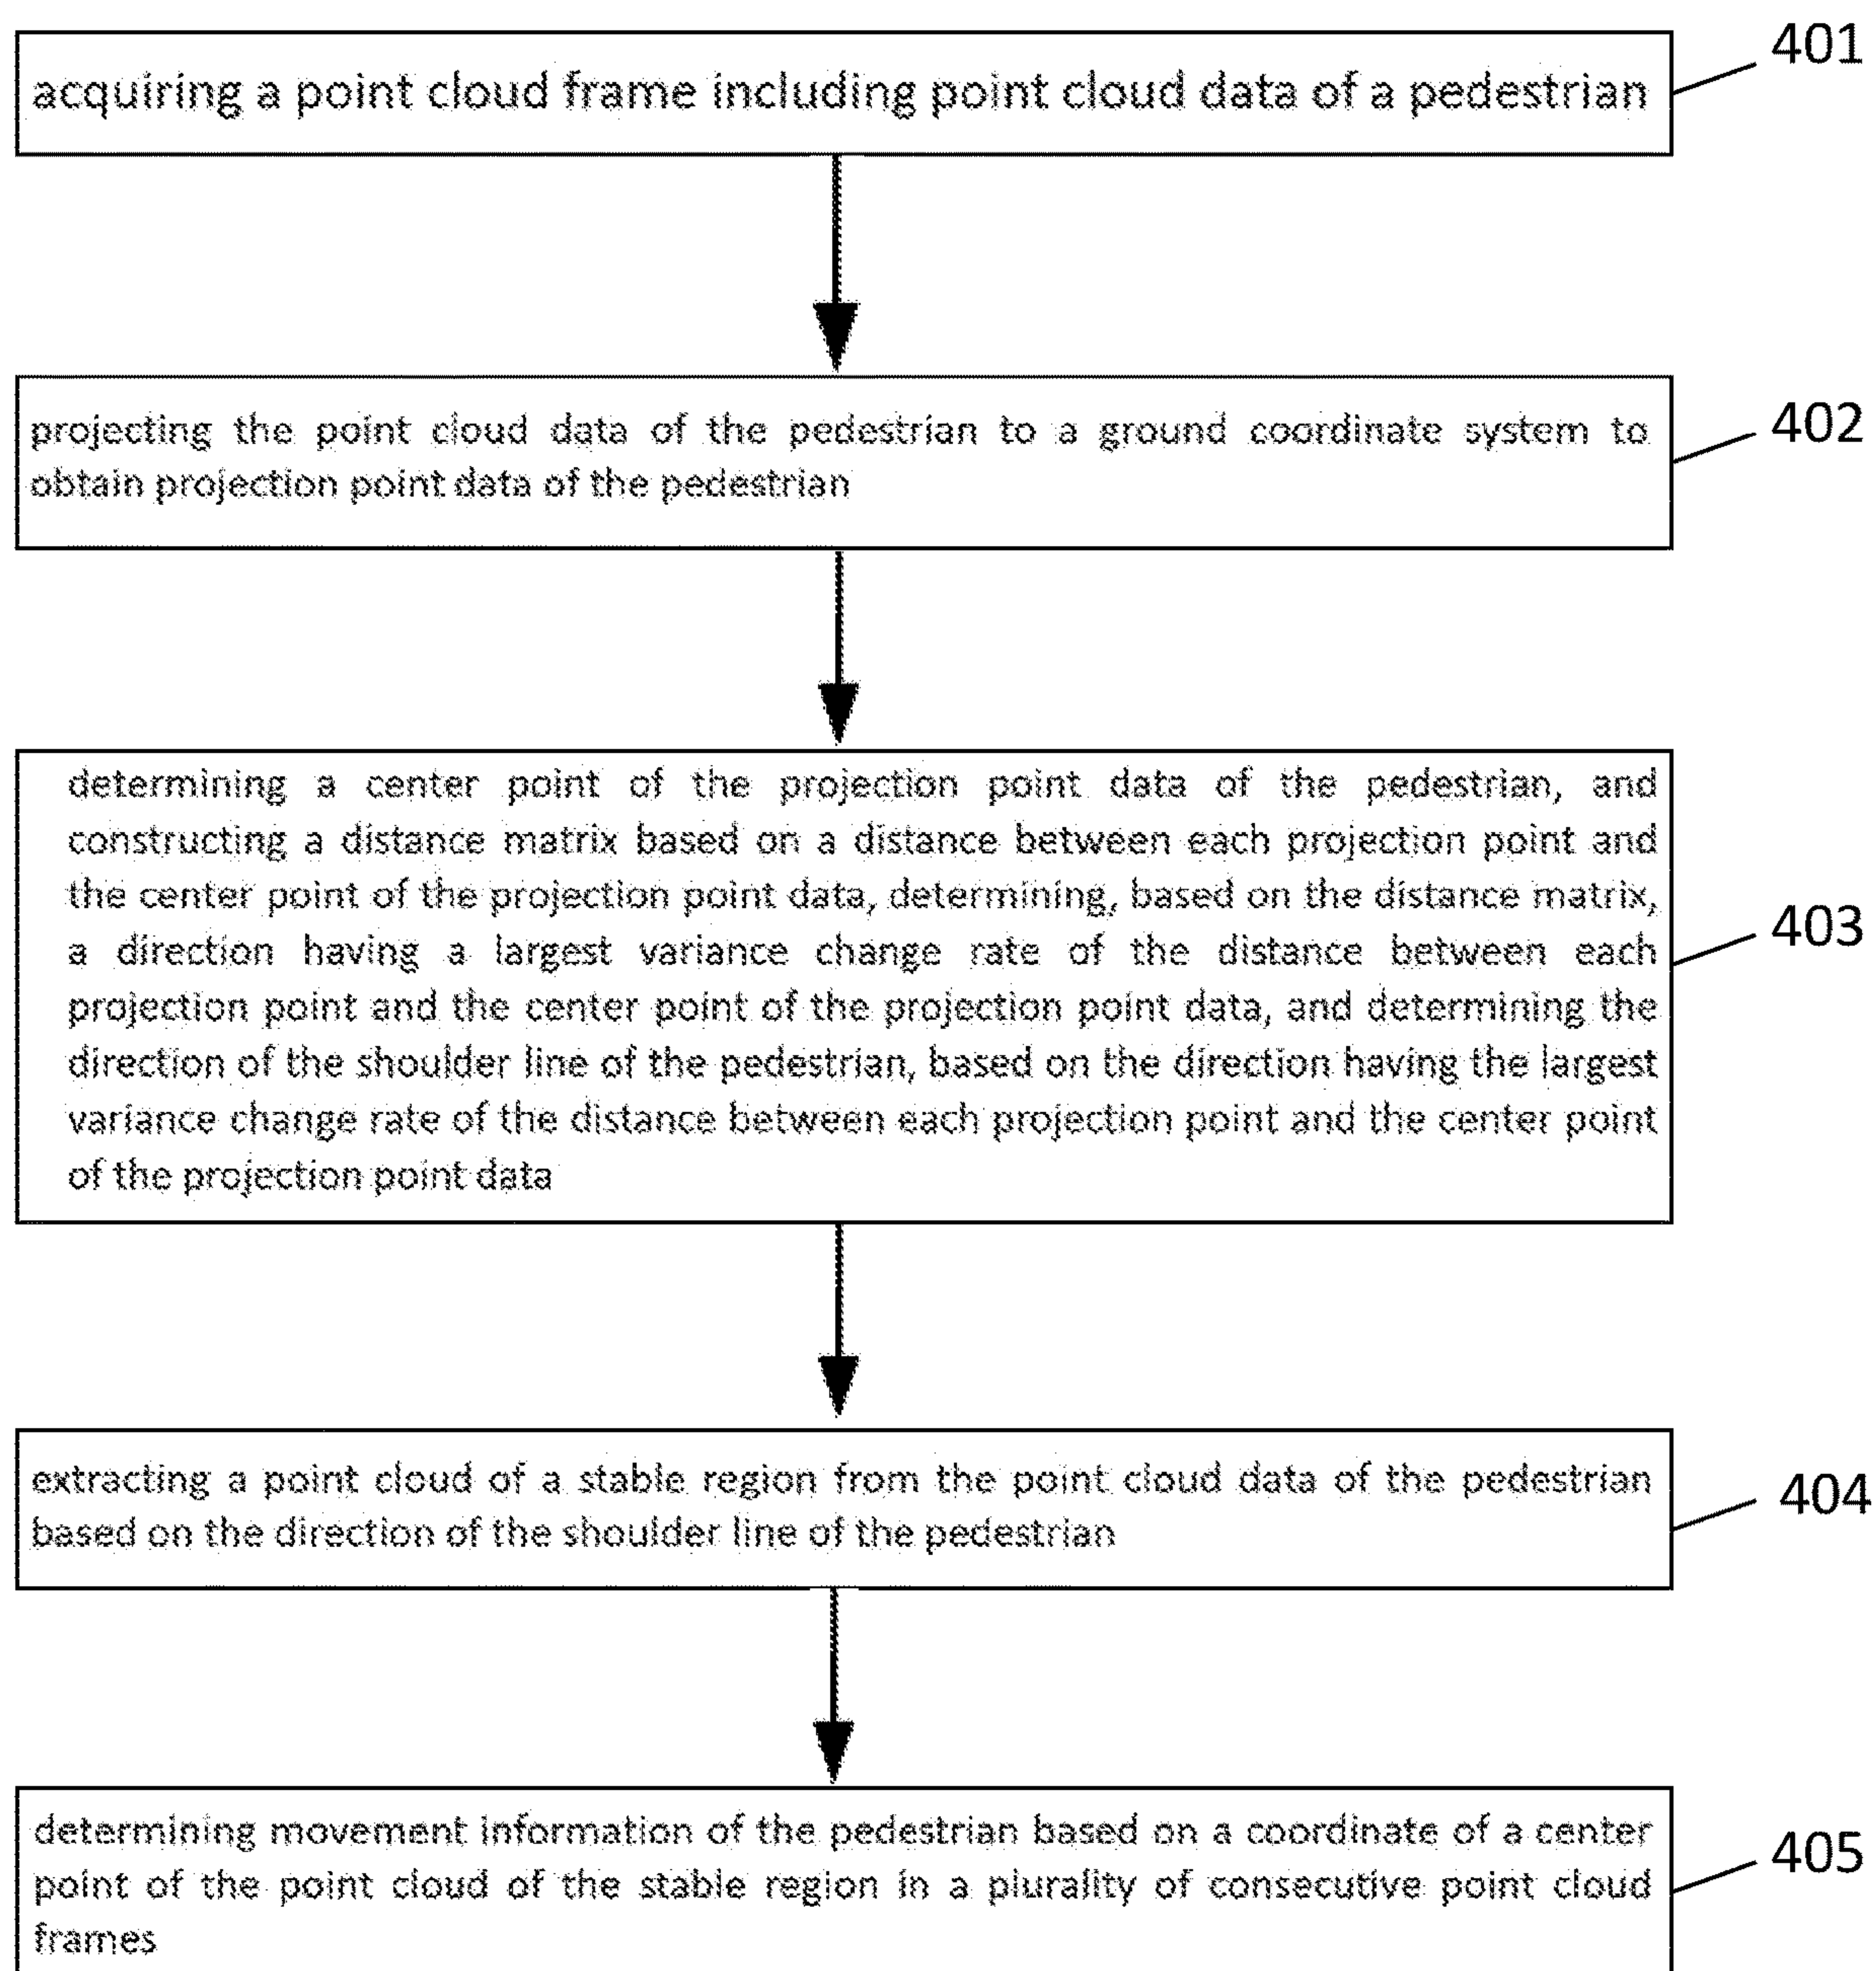 401
acquiring a point cloud frame including point cloud data of a pedestrian
402
projecting the point cloud data of the pedestrian to a ground coordinate system to
obtain projection point data of the pedestrian
determining a center point of the projection point data of the pedestrian, and
constructing a distance matrix based on a distance between each projection point and
the center point of the projection point data, determining, based on the distance matrix,
403
a direction having a largest variance change rate of the distance between each
projection point and the center point of the projection point data, and determining the
direction of the shoulder line of the pedestrian, based on the direction having the largest
variance change rate of the distance between each projection point and the center point
of the projection point data
extracting a point cloud of a stable region from the point cloud data of the pedestrian
404
based on the direction of the shoulder line of the pedestrian
determining movement information of the pedestrian based on a coordinate of a center
405
point of the point cloud of the stable region in a plurality of consecutive point cloud
frames